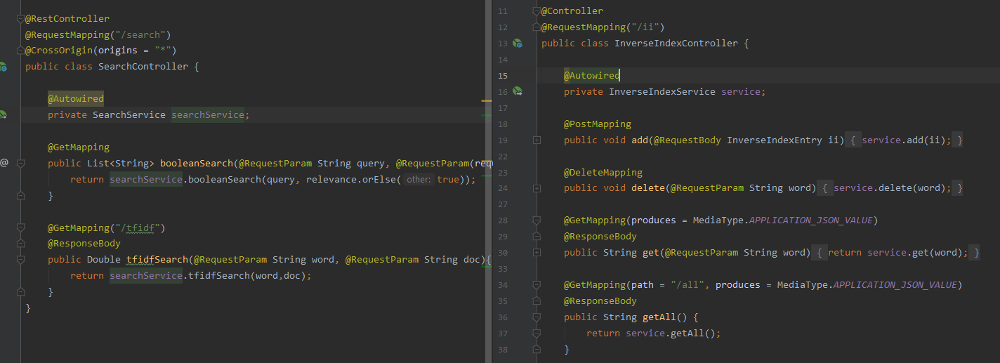 @RestController
@RequestMapping("/search")
@CrossOrigin(origins = "*")
public class SearchController {
@Autowired
private SearchService searchService;
@GetMapping
public List<String> booleanSearch(@RequestParam String query, @RequestParam(requ
return searchService.booleanSearch(query, relevance.orElse( other: true));
}
@GetMapping("/tfidf")
@ResponseBody
public Double tfidfSearch(@RequestParam String word, @RequestParam String doc){
return searchService.tfidfSearch(word,doc);
}
}
11 @Controller
12 @RequestMapping("/ii")
13 public class InverseIndexController {
14
15 @Autowired
16 private InverseIndexService service;
17
18 @PostMapping
19 public void add(@RequestBody InverseIndexEntry ii) { service.add(ii); }
22
23 @DeleteMapping
24 public void delete(@RequestParam String word) { service.delete(word); }
27
28 @GetMapping(produces = MediaType.APPLICATION_JSON_VALUE)
29 @ResponseBody
30 public String get(@RequestParam String word) { return service.get(word); }
33
34 @GetMapping(path = "/all", produces = MediaType.APPLICATION_JSON_VALUE)
35 @ResponseBody
36 public String getAll() {
37 return service.getAll();
38 }